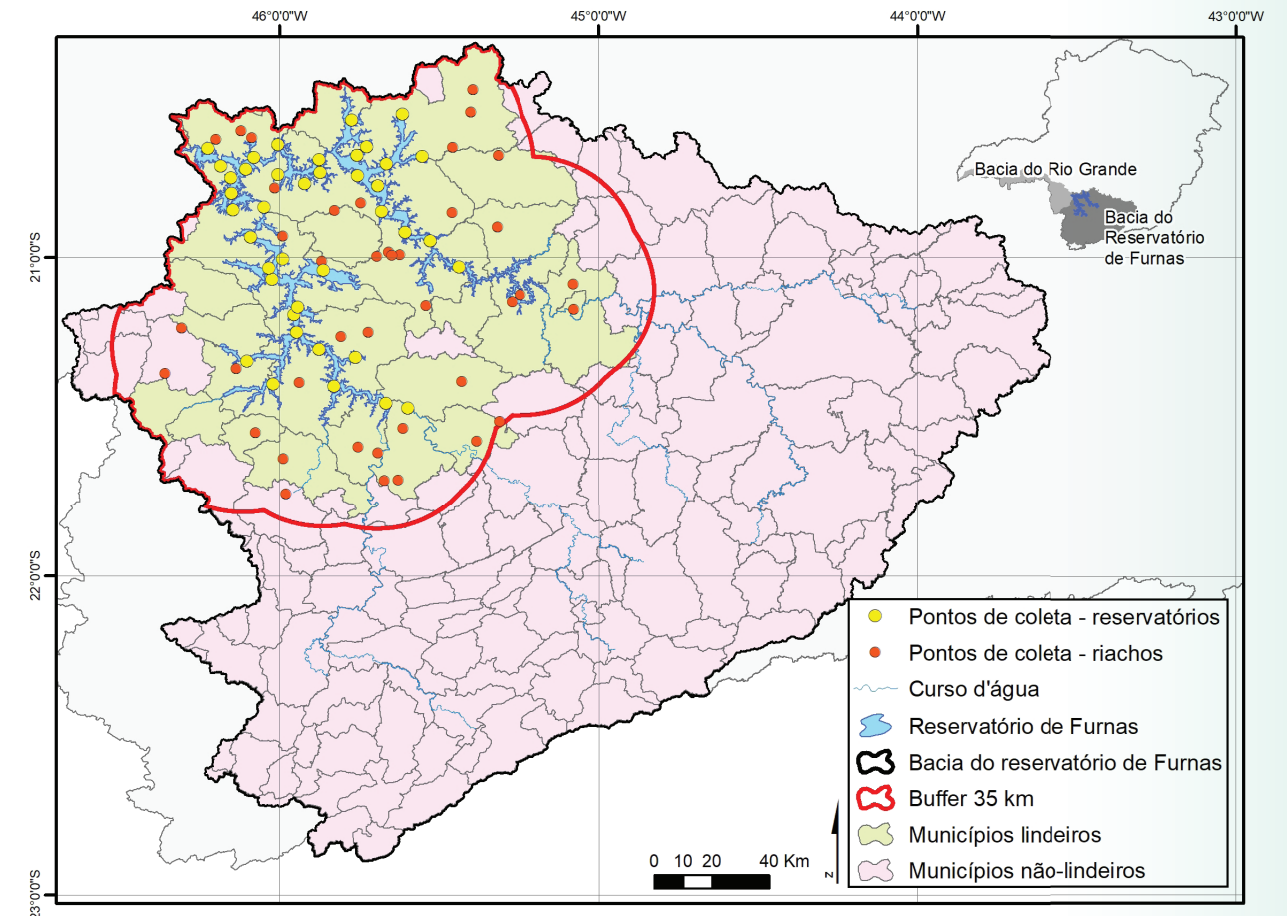 46°0'0"W 45°0'0"W 44°0'0"W 43°0'0"W
21°0'0"S
22°0'0"S
23°0'0"S
Bacia do Rio Grande
Bacia do
Reservatório
de Furnas
Pontos de coleta - reservatórios
Pontos de coleta - riachos
Curso d'água
Reservatório de Furnas
Bacia do reservatório de Furnas
Buffer 35 km
Municípios lindeiros
Municípios não-lindeiros
0 10 20 40 Km
N